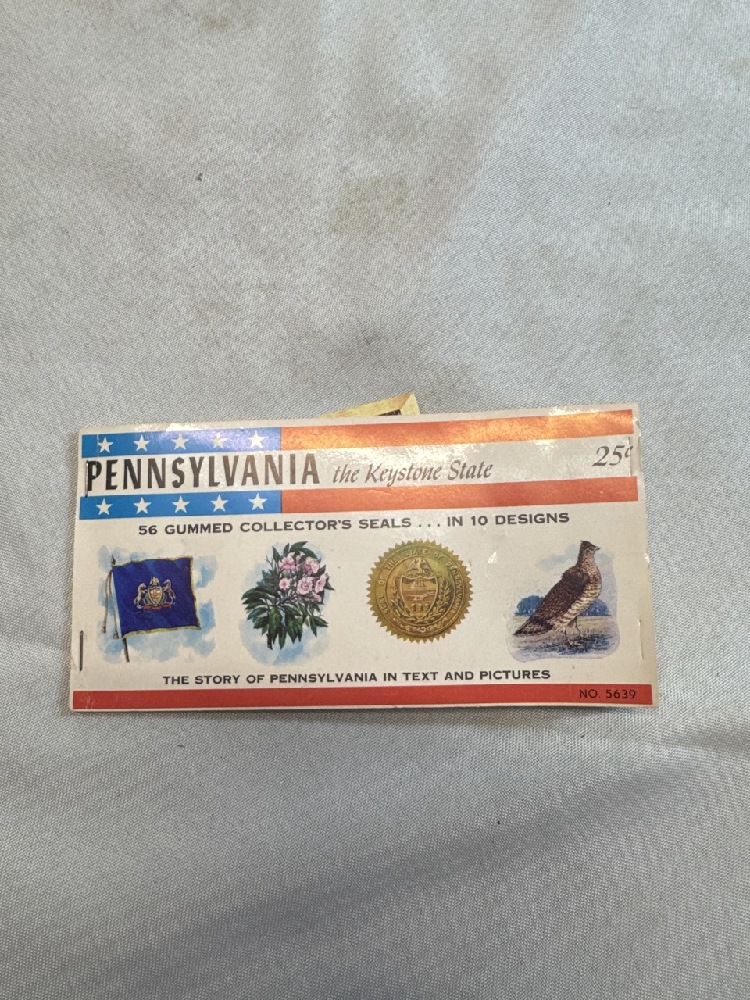 PENNSYLVANIA the Keystone State 25¢
56 GUMMED COLLECTOR'S SEALS . . . IN 10 DESIGNS
THE STORY OF PENNSYLVANIA IN TEXT AND PICTURES
NO. 5639